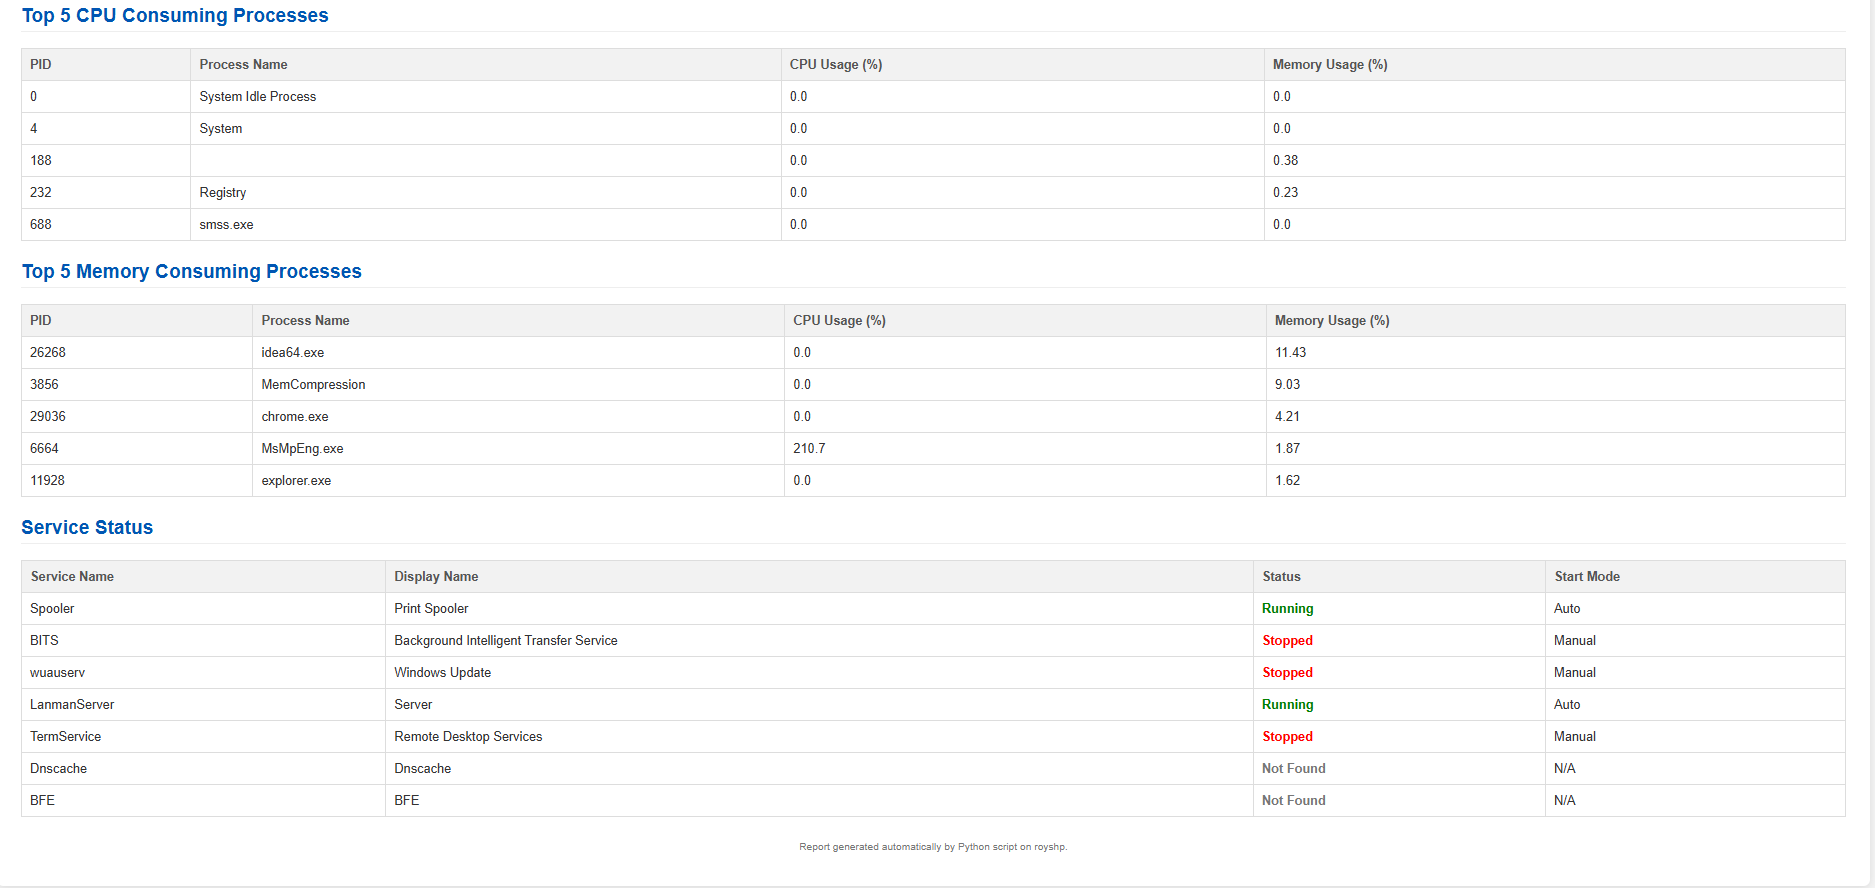 Top 5 CPU Consuming Processes
PID Process Name CPU Usage (%) Memory Usage (%)
0 System Idle Process 0.0 0.0
4 System 0.0 0.0
188 0.0 0.38
232 Registry 0.0 0.23
688 smss.exe 0.0 0.0
Top 5 Memory Consuming Processes
PID Process Name CPU Usage (%) Memory Usage (%)
26268 idea64.exe 0.0 11.43
3856 MemCompression 0.0 9.03
29036 chrome.exe 0.0 4.21
6664 MsMpEng.exe 210.7 1.87
11928 explorer.exe 0.0 1.62
Service Status
Service Name Display Name Status Start Mode
Spooler Print Spooler Running Auto
BITS Background Intelligent Transfer Service Stopped Manual
wuauserv Windows Update Stopped Manual
LanmanServer Server Running Auto
TermService Remote Desktop Services Stopped Manual
Dnscache Dnscache Not Found N/A
BFE BFE Not Found N/A
Report generated automatically by Python script on royshp.